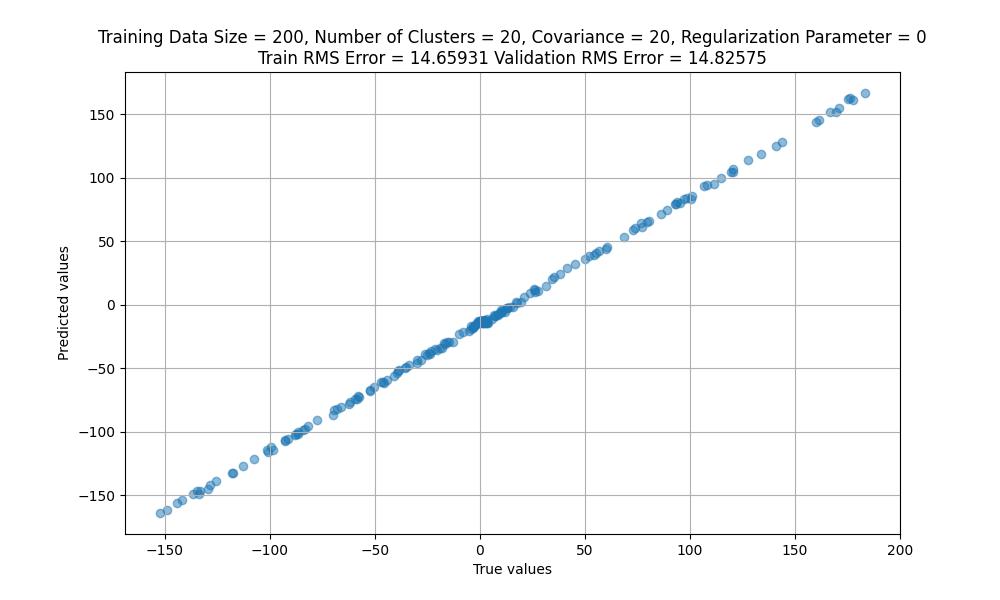 Training Data Size = 200, Number of Clusters = 20, Covariance = 20, Regularization Parameter = 0
Train RMS Error = 14.65931 Validation RMS Error = 14.82575
150
100
50
0
−50
−100
−150
Predicted values
−150 −100 −50 0 50 100 150 200
True values